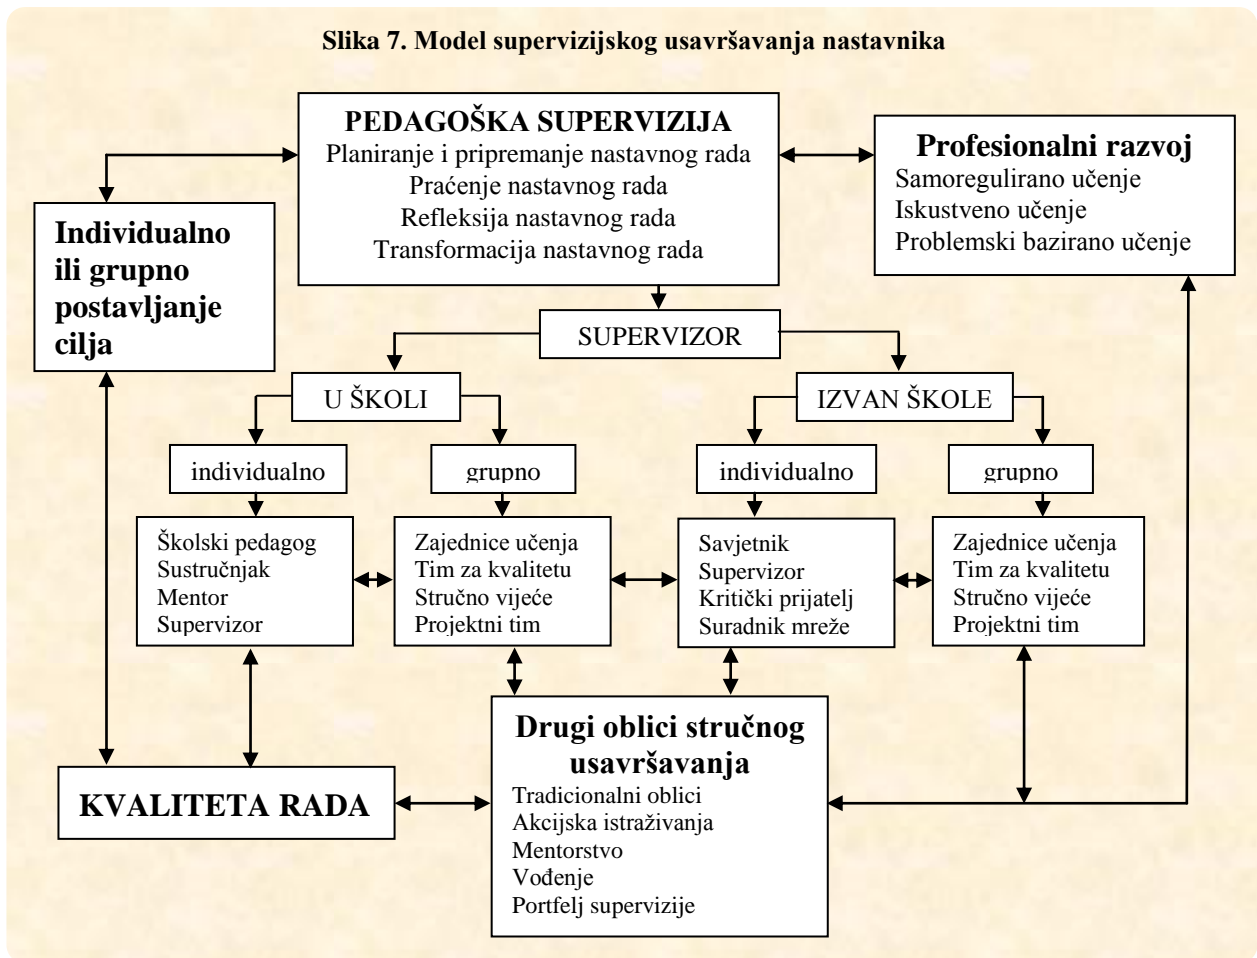 Slika 7. Model supervizijskog usavršavanja nastavnika
PEDAGOŠKA SUPERVIZIJA
Planiranje i pripremanje nastavnog rada
Praćenje nastavnog rada
Refleksija nastavnog rada
Transformacija nastavnog rada
Profesionalni razvoj
Samoregulirano učenje
Iskustveno učenje
Problemski bazirano učenje
Individualno
ili grupno
postavljanje
cilja
SUPERVIZOR
U ŠKOLI
IZVAN ŠKOLE
individualno
grupno
individualno
grupno
Školski pedagog
Sustručnjak
Mentor
Supervizor
Zajednice učenja
Tim za kvalitetu
Stručno vijeće
Projektni tim
Savjetnik
Supervizor
Kritički prijatelj
Suradnik mreže
Zajednice učenja
Tim za kvalitetu
Stručno vijeće
Projektni tim
Drugi oblici stručnog
usavršavanja
Tradicionalni oblici
Akcijska istraživanja
Mentorstvo
Vođenje
Portfelj supervizije
KVALITETA RADA